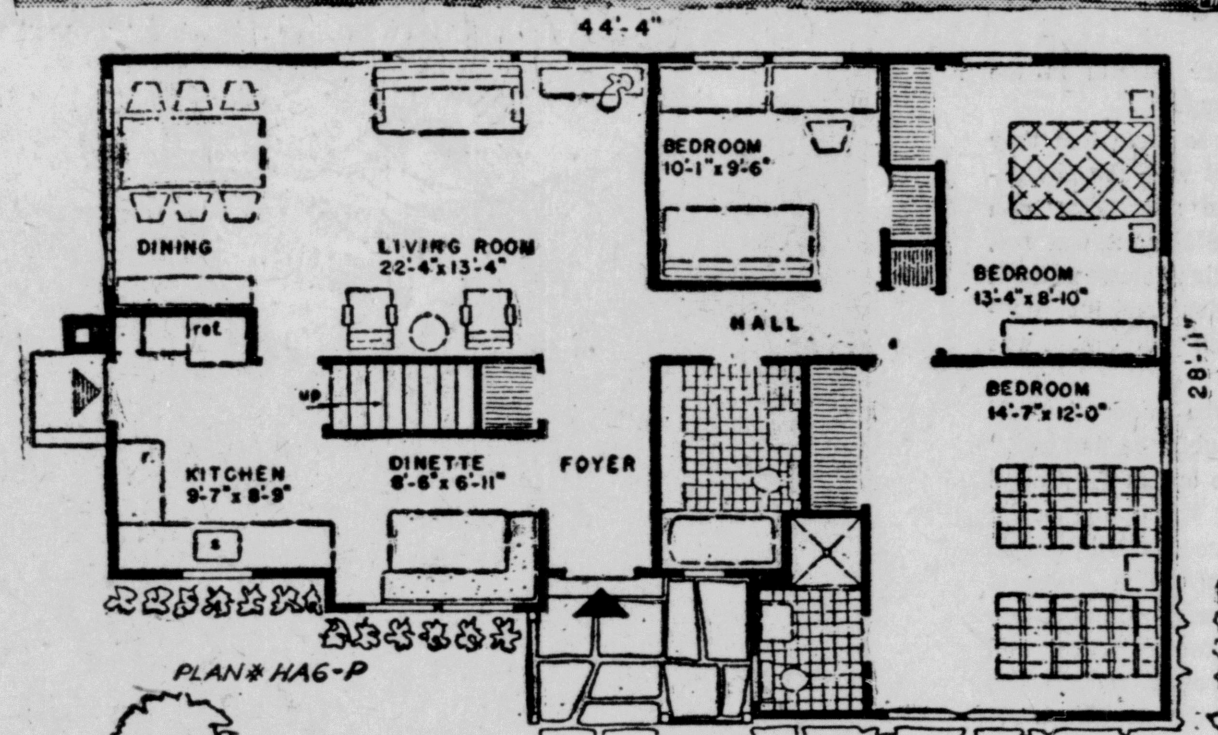 44'-4"
BEDROOM
10'-1" x 9'-6"
DINING
LIVING ROOM
22'-4" x 13'-4"
BEDROOM
13'-4" x 8'-10"
ref.
HALL
28'-11"
up
BEDROOM
14'-7" x 12'-0"
r.
KITCHEN
9'-7" x 8'-9"
DINETTE
8'-6" x 6'-11"
FOYER
s
PLAN # HA6-P